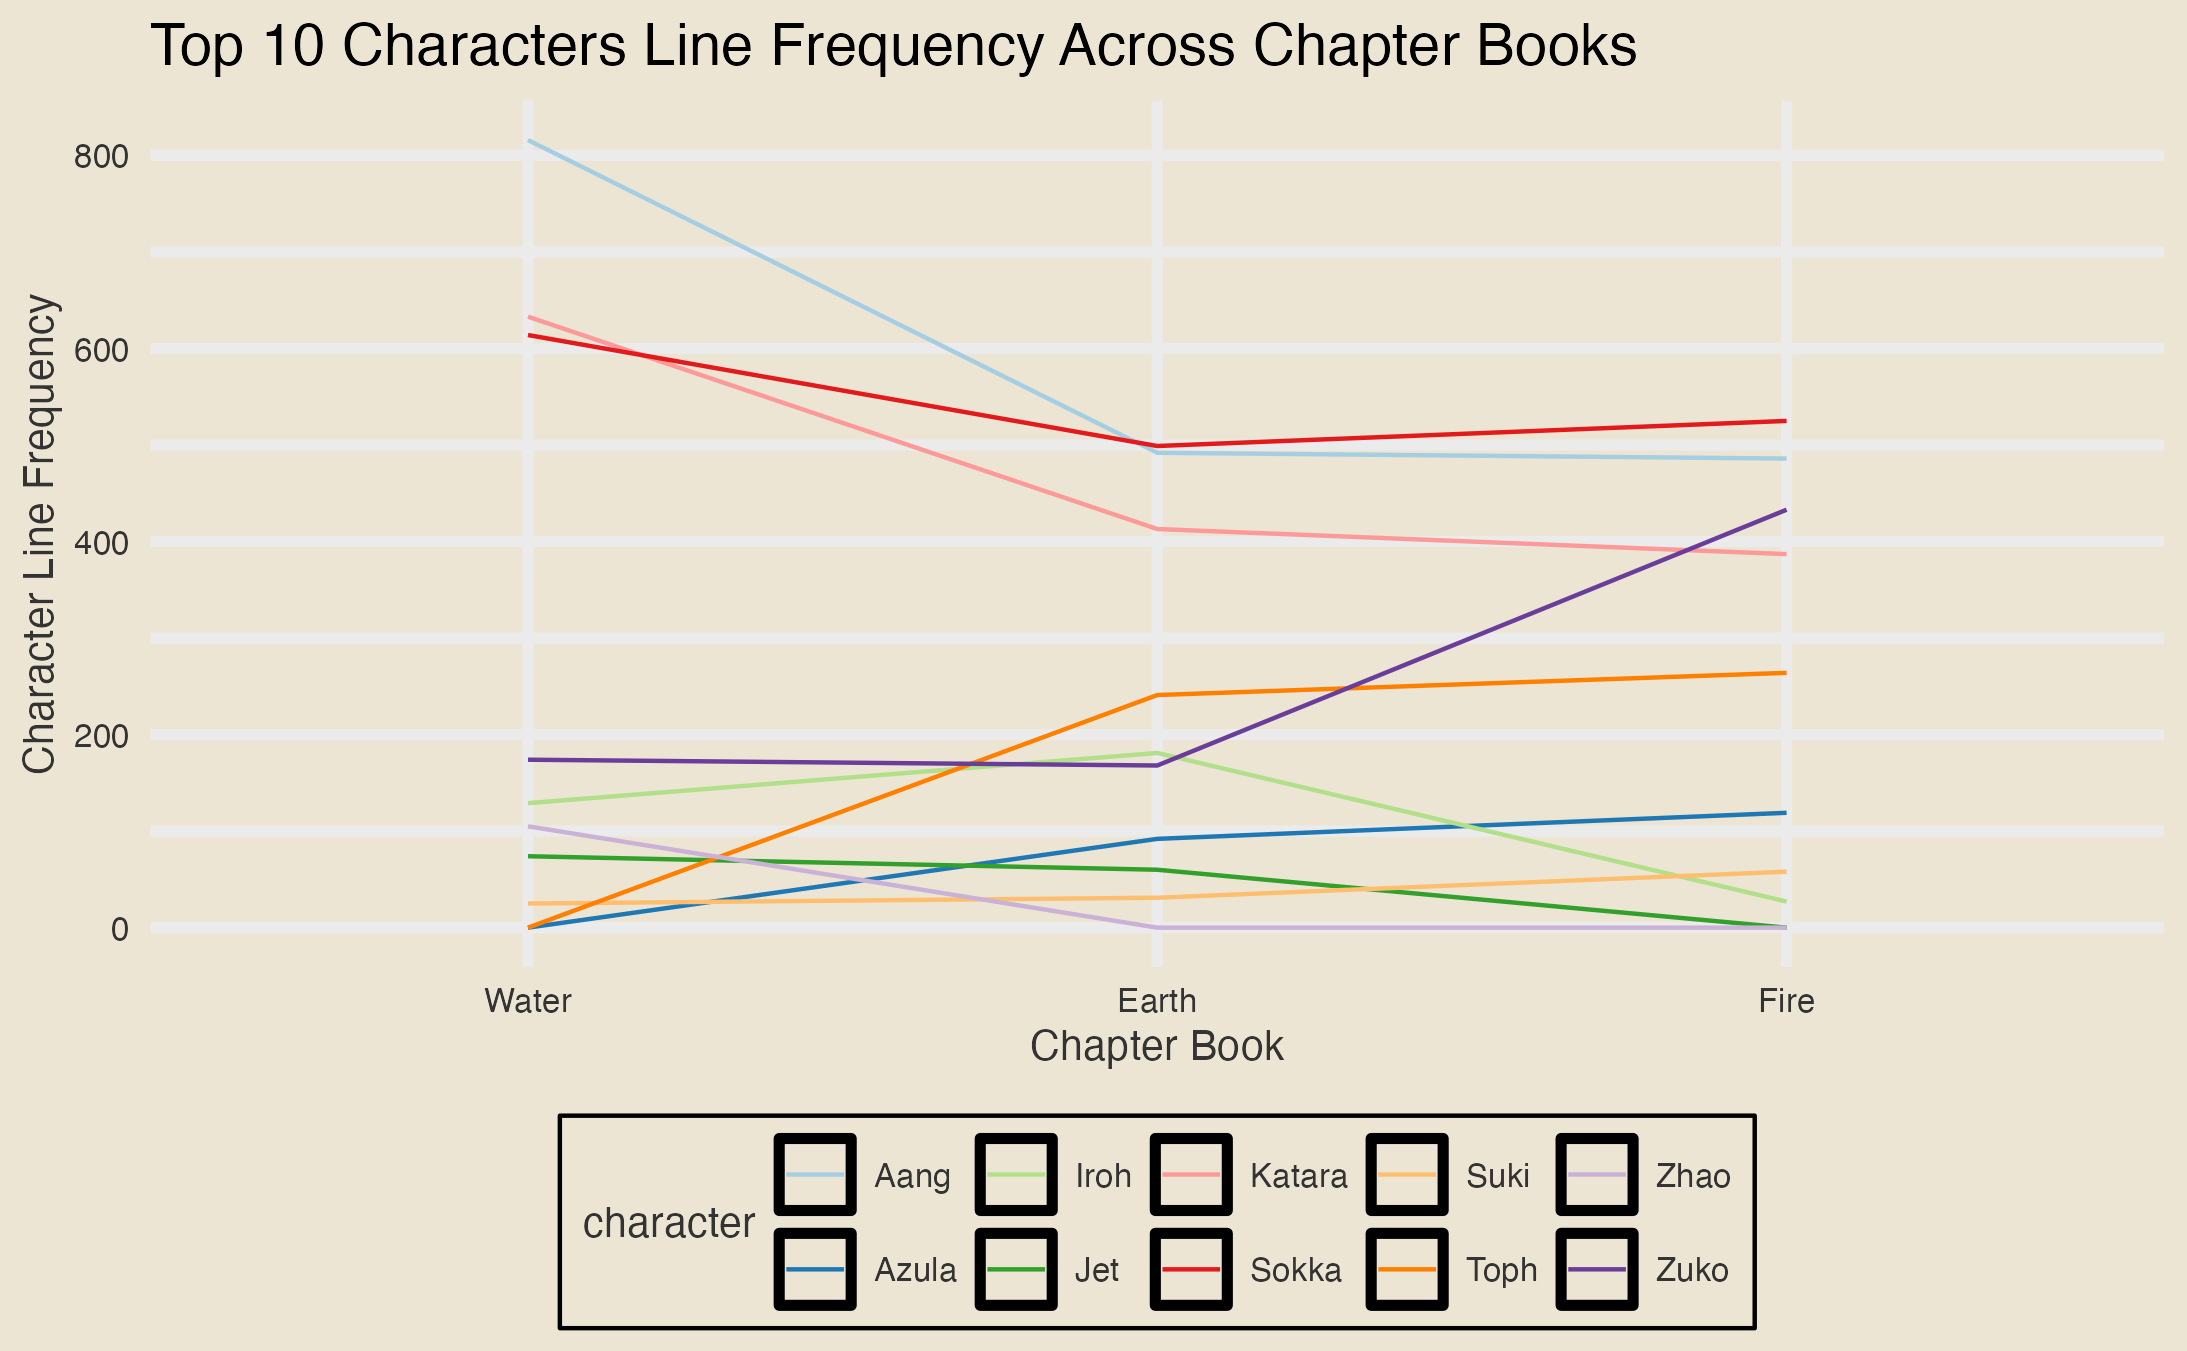 Top 10 Characters Line Frequency Across Chapter Books
Character Line Frequency
800
600
400
200
0
Water Earth Fire
Chapter Book
character
Aang Iroh Katara Suki Zhao
Azula Jet Sokka Toph Zuko